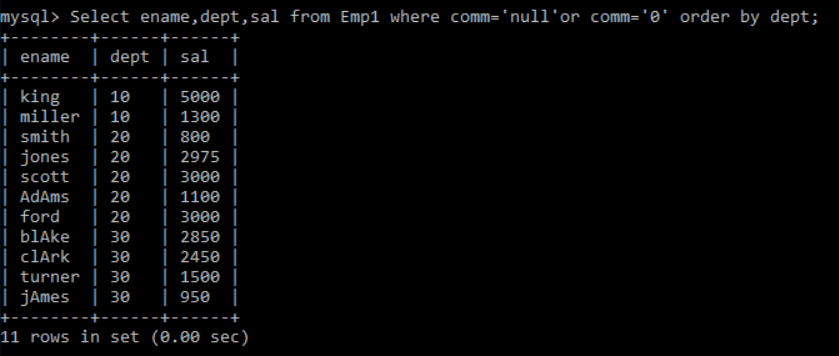 mysql> Select ename,dept,sal from Emp1 where comm='null'or comm='0' order by dept;
+--------+------+------+
| ename  | dept | sal  |
+--------+------+------+
| king   | 10   | 5000 |
| miller | 10   | 1300 |
| smith  | 20   | 800  |
| jones  | 20   | 2975 |
| scott  | 20   | 3000 |
| AdAms  | 20   | 1100 |
| ford   | 20   | 3000 |
| blAke  | 30   | 2850 |
| clArk  | 30   | 2450 |
| turner | 30   | 1500 |
| jAmes  | 30   | 950  |
+--------+------+------+
11 rows in set (0.00 sec)